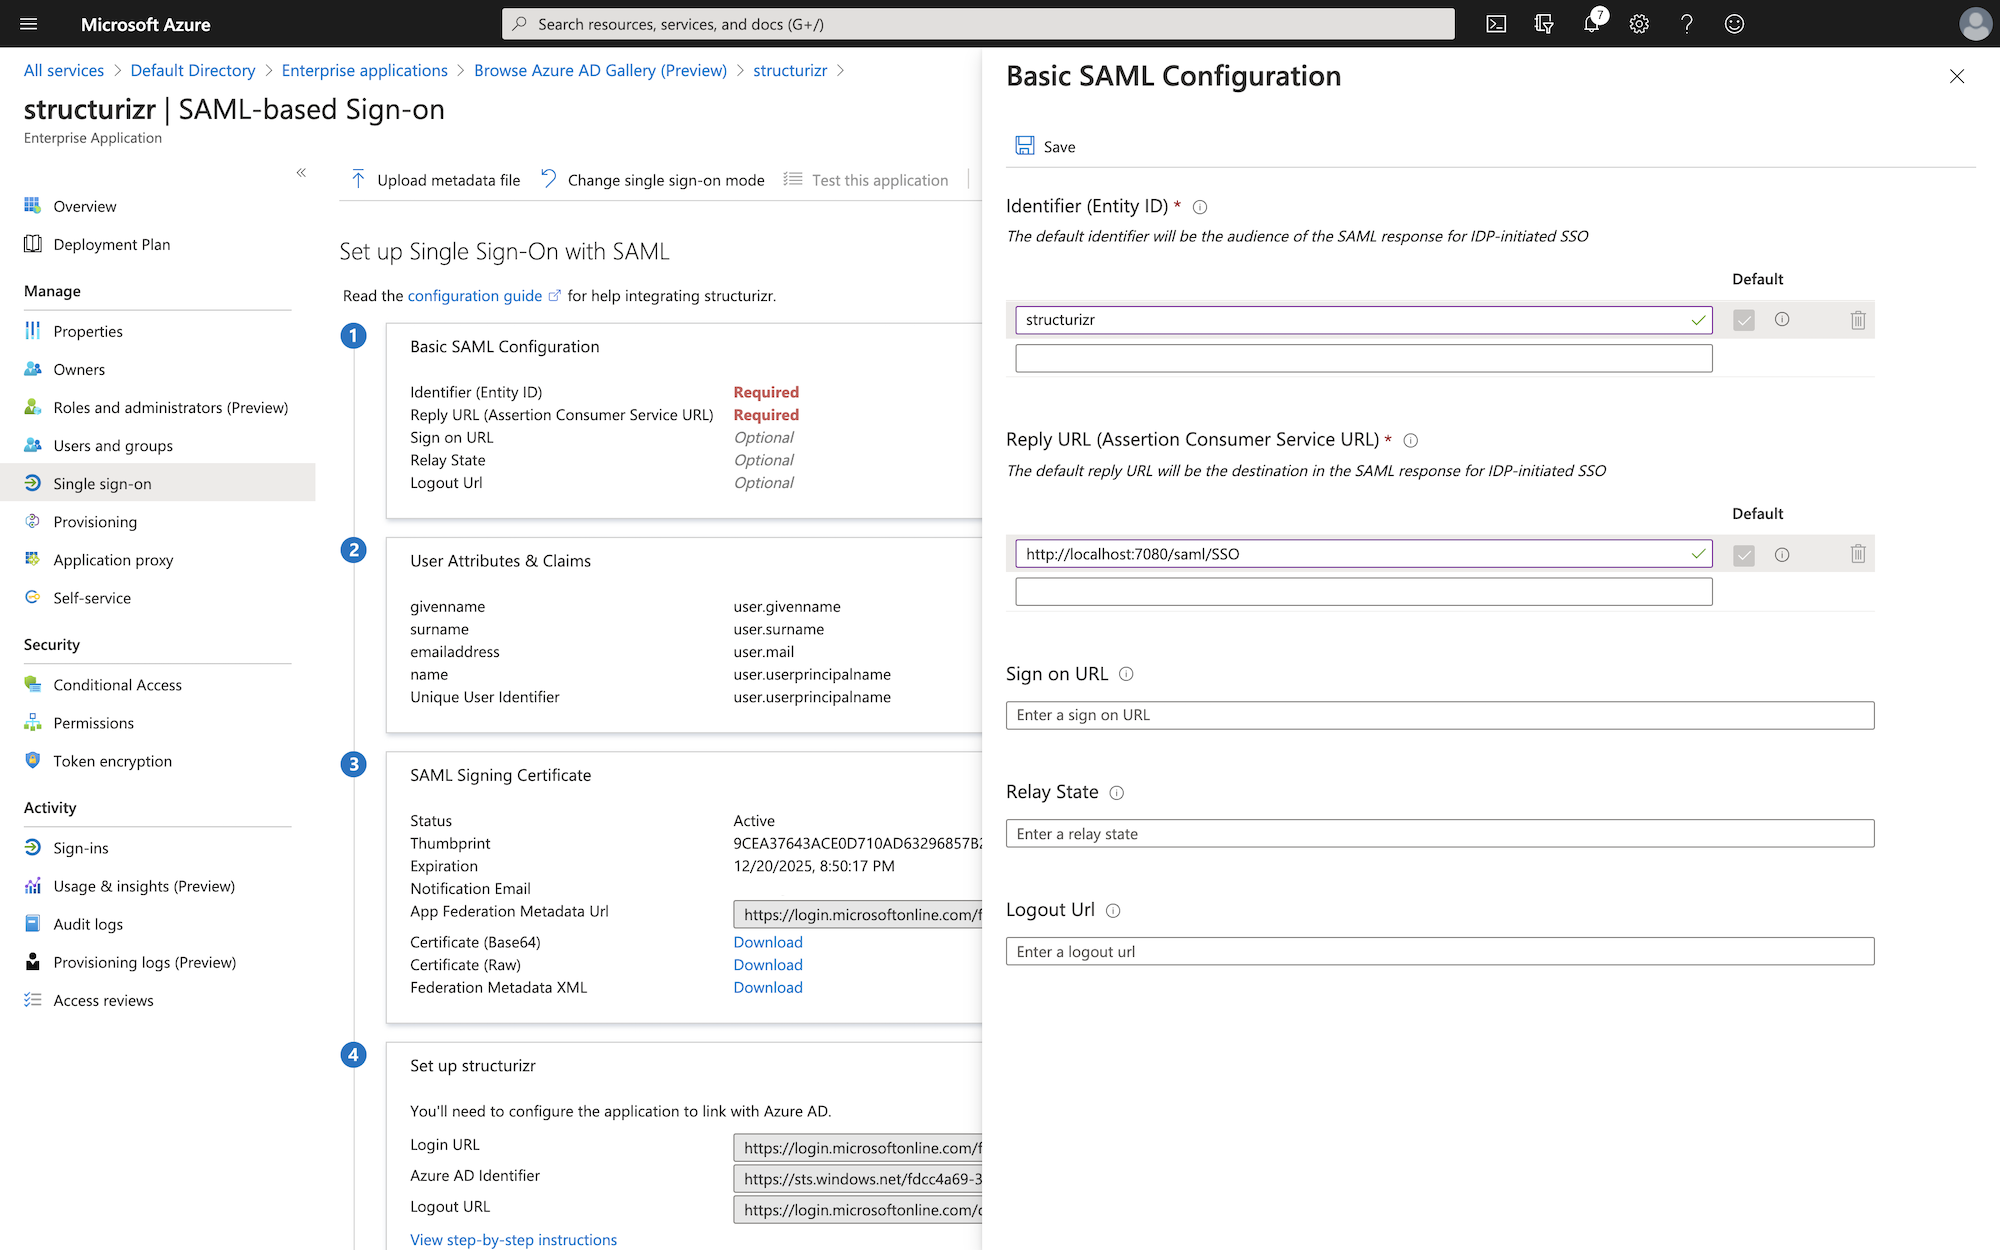 Microsoft Azure
Search resources, services, and docs (G+/)
7
All services > Default Directory > Enterprise applications > Browse Azure AD Gallery (Preview) > structurizr >
structurizr | SAML-based Sign-on
Enterprise Application
«
Overview
Deployment Plan
Manage
Properties
Owners
Roles and administrators (Preview)
Users and groups
Single sign-on
Provisioning
Application proxy
Self-service
Security
Conditional Access
Permissions
Token encryption
Activity
Sign-ins
Usage & insights (Preview)
Audit logs
Provisioning logs (Preview)
Access reviews
Upload metadata file Change single sign-on mode Test this application
Set up Single Sign-On with SAML
Read the configuration guide for help integrating structurizr.
1
Basic SAML Configuration
Identifier (Entity ID) Required
Reply URL (Assertion Consumer Service URL) Required
Sign on URL Optional
Relay State Optional
Logout Url Optional
2
User Attributes & Claims
givenname user.givenname
surname user.surname
emailaddress user.mail
name user.userprincipalname
Unique User Identifier user.userprincipalname
3
SAML Signing Certificate
Status Active
Thumbprint 9CEA37643ACE0D710AD63296857B2
Expiration 12/20/2025, 8:50:17 PM
Notification Email
App Federation Metadata Url https://login.microsoftonline.com/f
Certificate (Base64) Download
Certificate (Raw) Download
Federation Metadata XML Download
4
Set up structurizr
You'll need to configure the application to link with Azure AD.
Login URL https://login.microsoftonline.com/f
Azure AD Identifier https://sts.windows.net/fdcc4a69-3
Logout URL https://login.microsoftonline.com/c
View step-by-step instructions
Basic SAML Configuration
Save
Identifier (Entity ID) *
The default identifier will be the audience of the SAML response for IDP-initiated SSO
Default
structurizr
Reply URL (Assertion Consumer Service URL) *
The default reply URL will be the destination in the SAML response for IDP-initiated SSO
Default
http://localhost:7080/saml/SSO
Sign on URL
Enter a sign on URL
Relay State
Enter a relay state
Logout Url
Enter a logout url